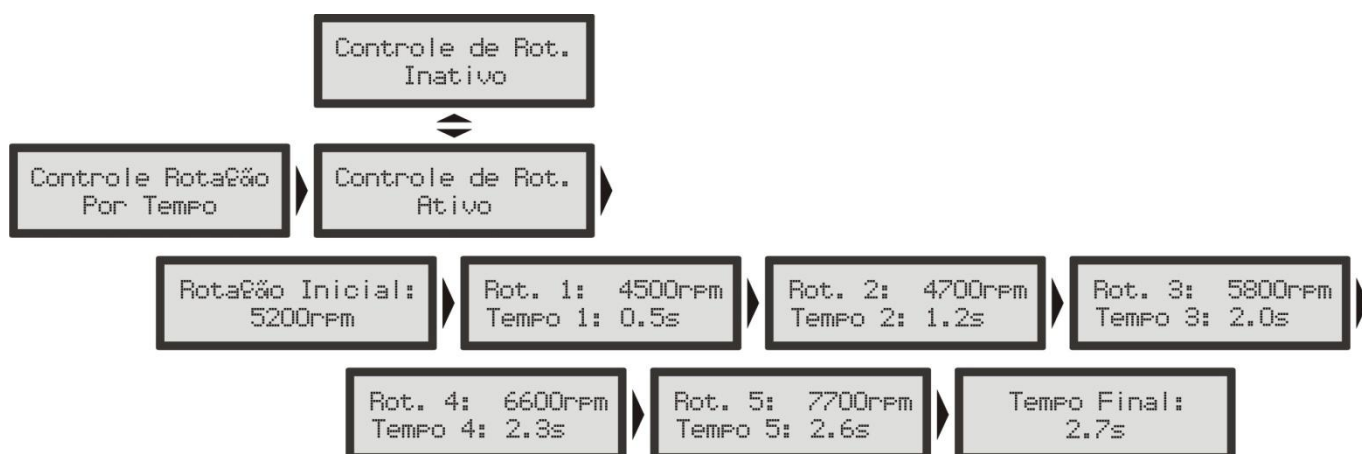 Controle de Rot.
Inativo
Controle Rotação
Por Tempo
Controle de Rot.
Ativo
Rotação Inicial:
5200rpm
Rot. 1: 4500rpm
Tempo 1: 0.5s
Rot. 2: 4700rpm
Tempo 2: 1.2s
Rot. 3: 5800rpm
Tempo 3: 2.0s
Rot. 4: 6600rpm
Tempo 4: 2.3s
Rot. 5: 7700rpm
Tempo 5: 2.6s
Tempo Final:
2.7s